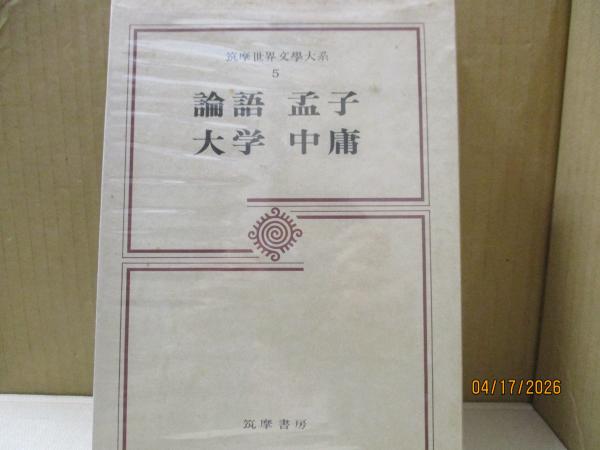 筑摩世界文學大系
5
論語 孟子
大学 中庸
筑摩書房
04/17/2026